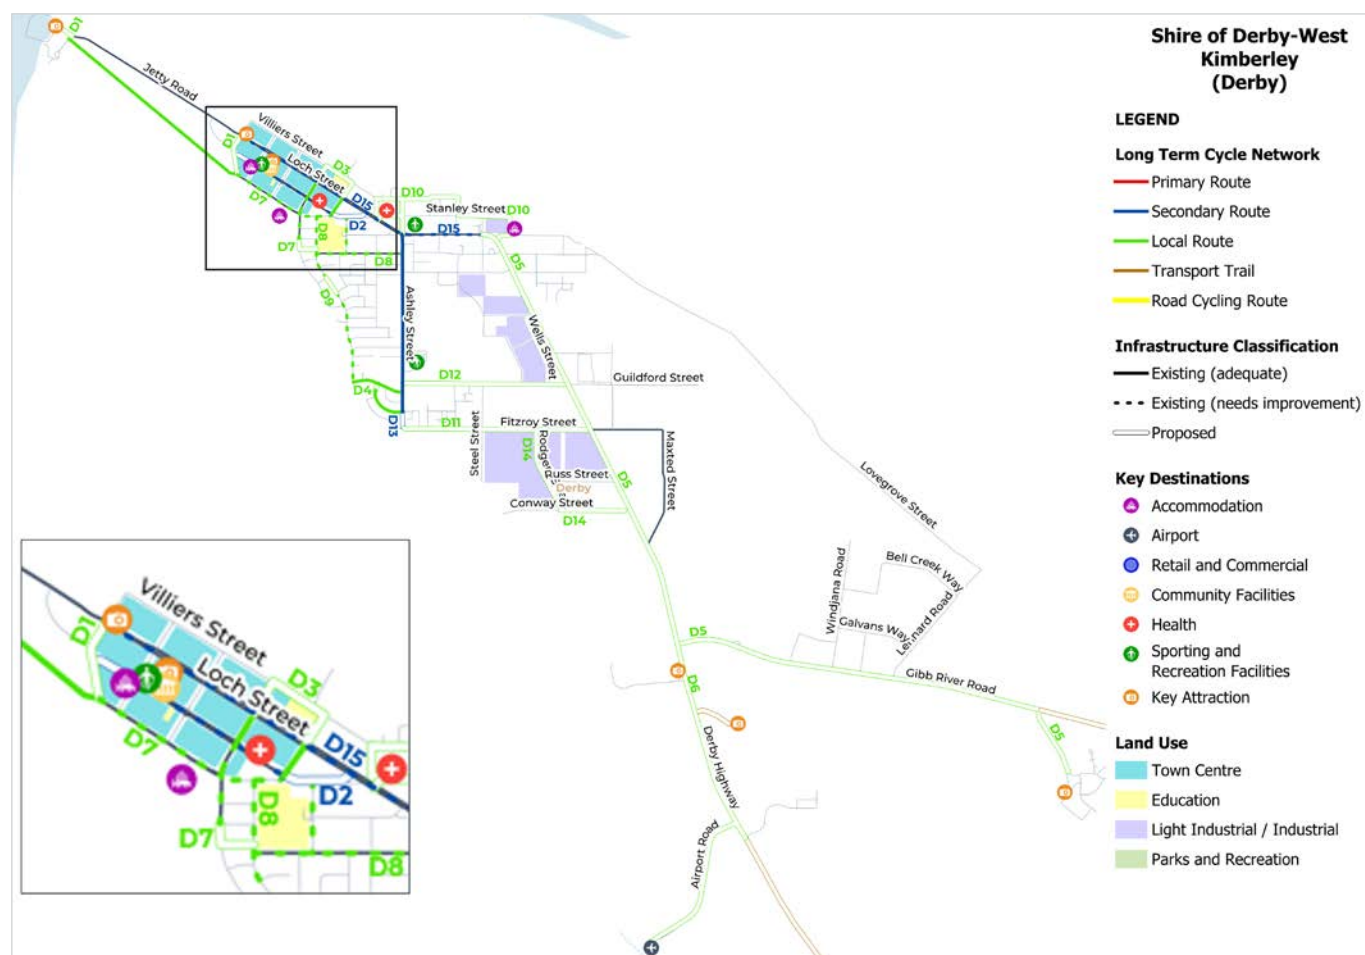 Shire of Derby-West
Kimberley
(Derby)
LEGEND
Long Term Cycle Network
Primary Route
Secondary Route
Local Route
Transport Trail
Road Cycling Route
Infrastructure Classification
Existing (adequate)
Existing (needs improvement)
Proposed
Key Destinations
Accommodation
Airport
Retail and Commercial
Community Facilities
Health
Sporting and
Recreation Facilities
Key Attraction
Land Use
Town Centre
Education
Light Industrial / Industrial
Parks and Recreation
D1
Jetty Road
Villiers Street
D1
Loch Street
D3
D7
D15
D10
Stanley Street
D10
D2
D8
D15
D7
D8
D5
D9
Ashley Street
Wells Street
D12
Guildford Street
D4
D13
D11
Fitzroy Street
Steel Street
D14
Russ Street
Derby
D5
Maxted Street
Conway Street
D14
Lovegrove Street
Windjana Road
Bell Creek Way
Galvans Way
Lennard Road
D5
Gibb River Road
D6
D5
Derby Highway
Airport Road
Villiers Street
D1
Loch Street
D3
D7
D15
D2
D8
D7
D8